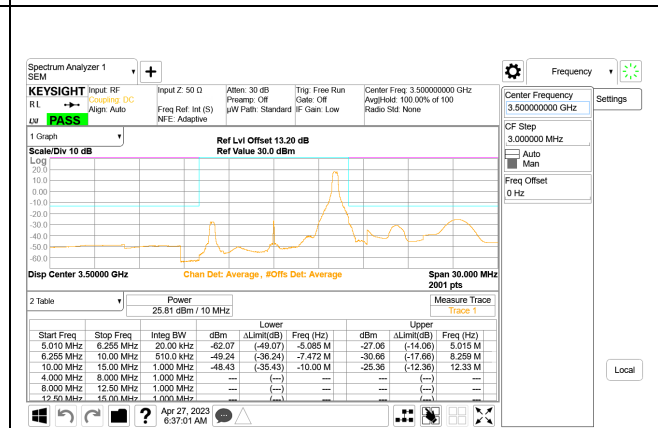 Spectrum Analyzer 1
SEM
Frequency
KEYSIGHT
RL
PASS
Input: RF
Coupling: DC
Align: Auto
Input Z: 50 Ω
Freq Ref: Int (S)
NFE: Adaptive
Atten: 30 dB
Preamp: Off
µW Path: Standard
Trig: Free Run
Gate: Off
IF Gain: Low
Center Freq: 3.500000000 GHz
Avg|Hold: 100.00% of 100
Radio Std: None
Center Frequency
3.500000000 GHz
Settings
CF Step
3.000000 MHz
Auto
Man
Freq Offset
0 Hz
1 Graph
Scale/Div 10 dB
Ref Lvl Offset 13.20 dB
Ref Value 30.0 dBm
Log
20.0
10.0
0.00
-10.0
-20.0
-30.0
-40.0
-50.0
-60.0
Disp Center 3.50000 GHz
Chan Det: Average, #Offs Det: Average
Span 30.000 MHz
2001 pts
2 Table
Power
25.81 dBm / 10 MHz
Measure Trace
Trace 1
Lower Upper
Start Freq Stop Freq Integ BW dBm ΔLimit(dB) Freq (Hz) dBm ΔLimit(dB) Freq (Hz)
5.010 MHz 6.255 MHz 20.00 kHz -62.07 (-49.07) -5.085 M -27.06 (-14.06) 5.015 M
6.255 MHz 10.00 MHz 510.0 kHz -49.24 (-36.24) -7.472 M -30.66 (-17.66) 8.259 M
10.00 MHz 15.00 MHz 1.000 MHz -48.43 (-35.43) -10.00 M -25.36 (-12.36) 12.33 M
4.000 MHz 8.000 MHz 1.000 MHz --- (---) --- --- (---) ---
8.000 MHz 12.50 MHz 1.000 MHz --- (---) --- --- (---) ---
12.50 MHz 15.00 MHz 1.000 MHz --- (---) --- --- (---) ---
Local
?
Apr 27, 2023
6:37:01 AM